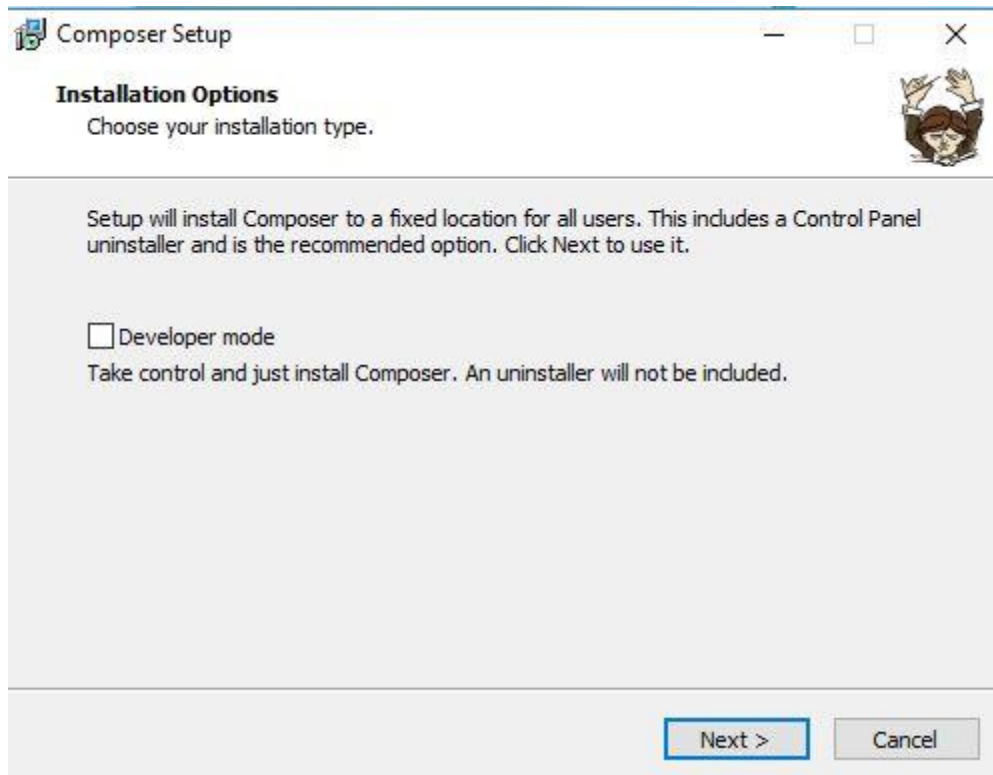 Composer Setup
Installation Options
Choose your installation type.
Setup will install Composer to a fixed location for all users. This includes a Control Panel
uninstaller and is the recommended option. Click Next to use it.
Developer mode
Take control and just install Composer. An uninstaller will not be included.
Next >
Cancel